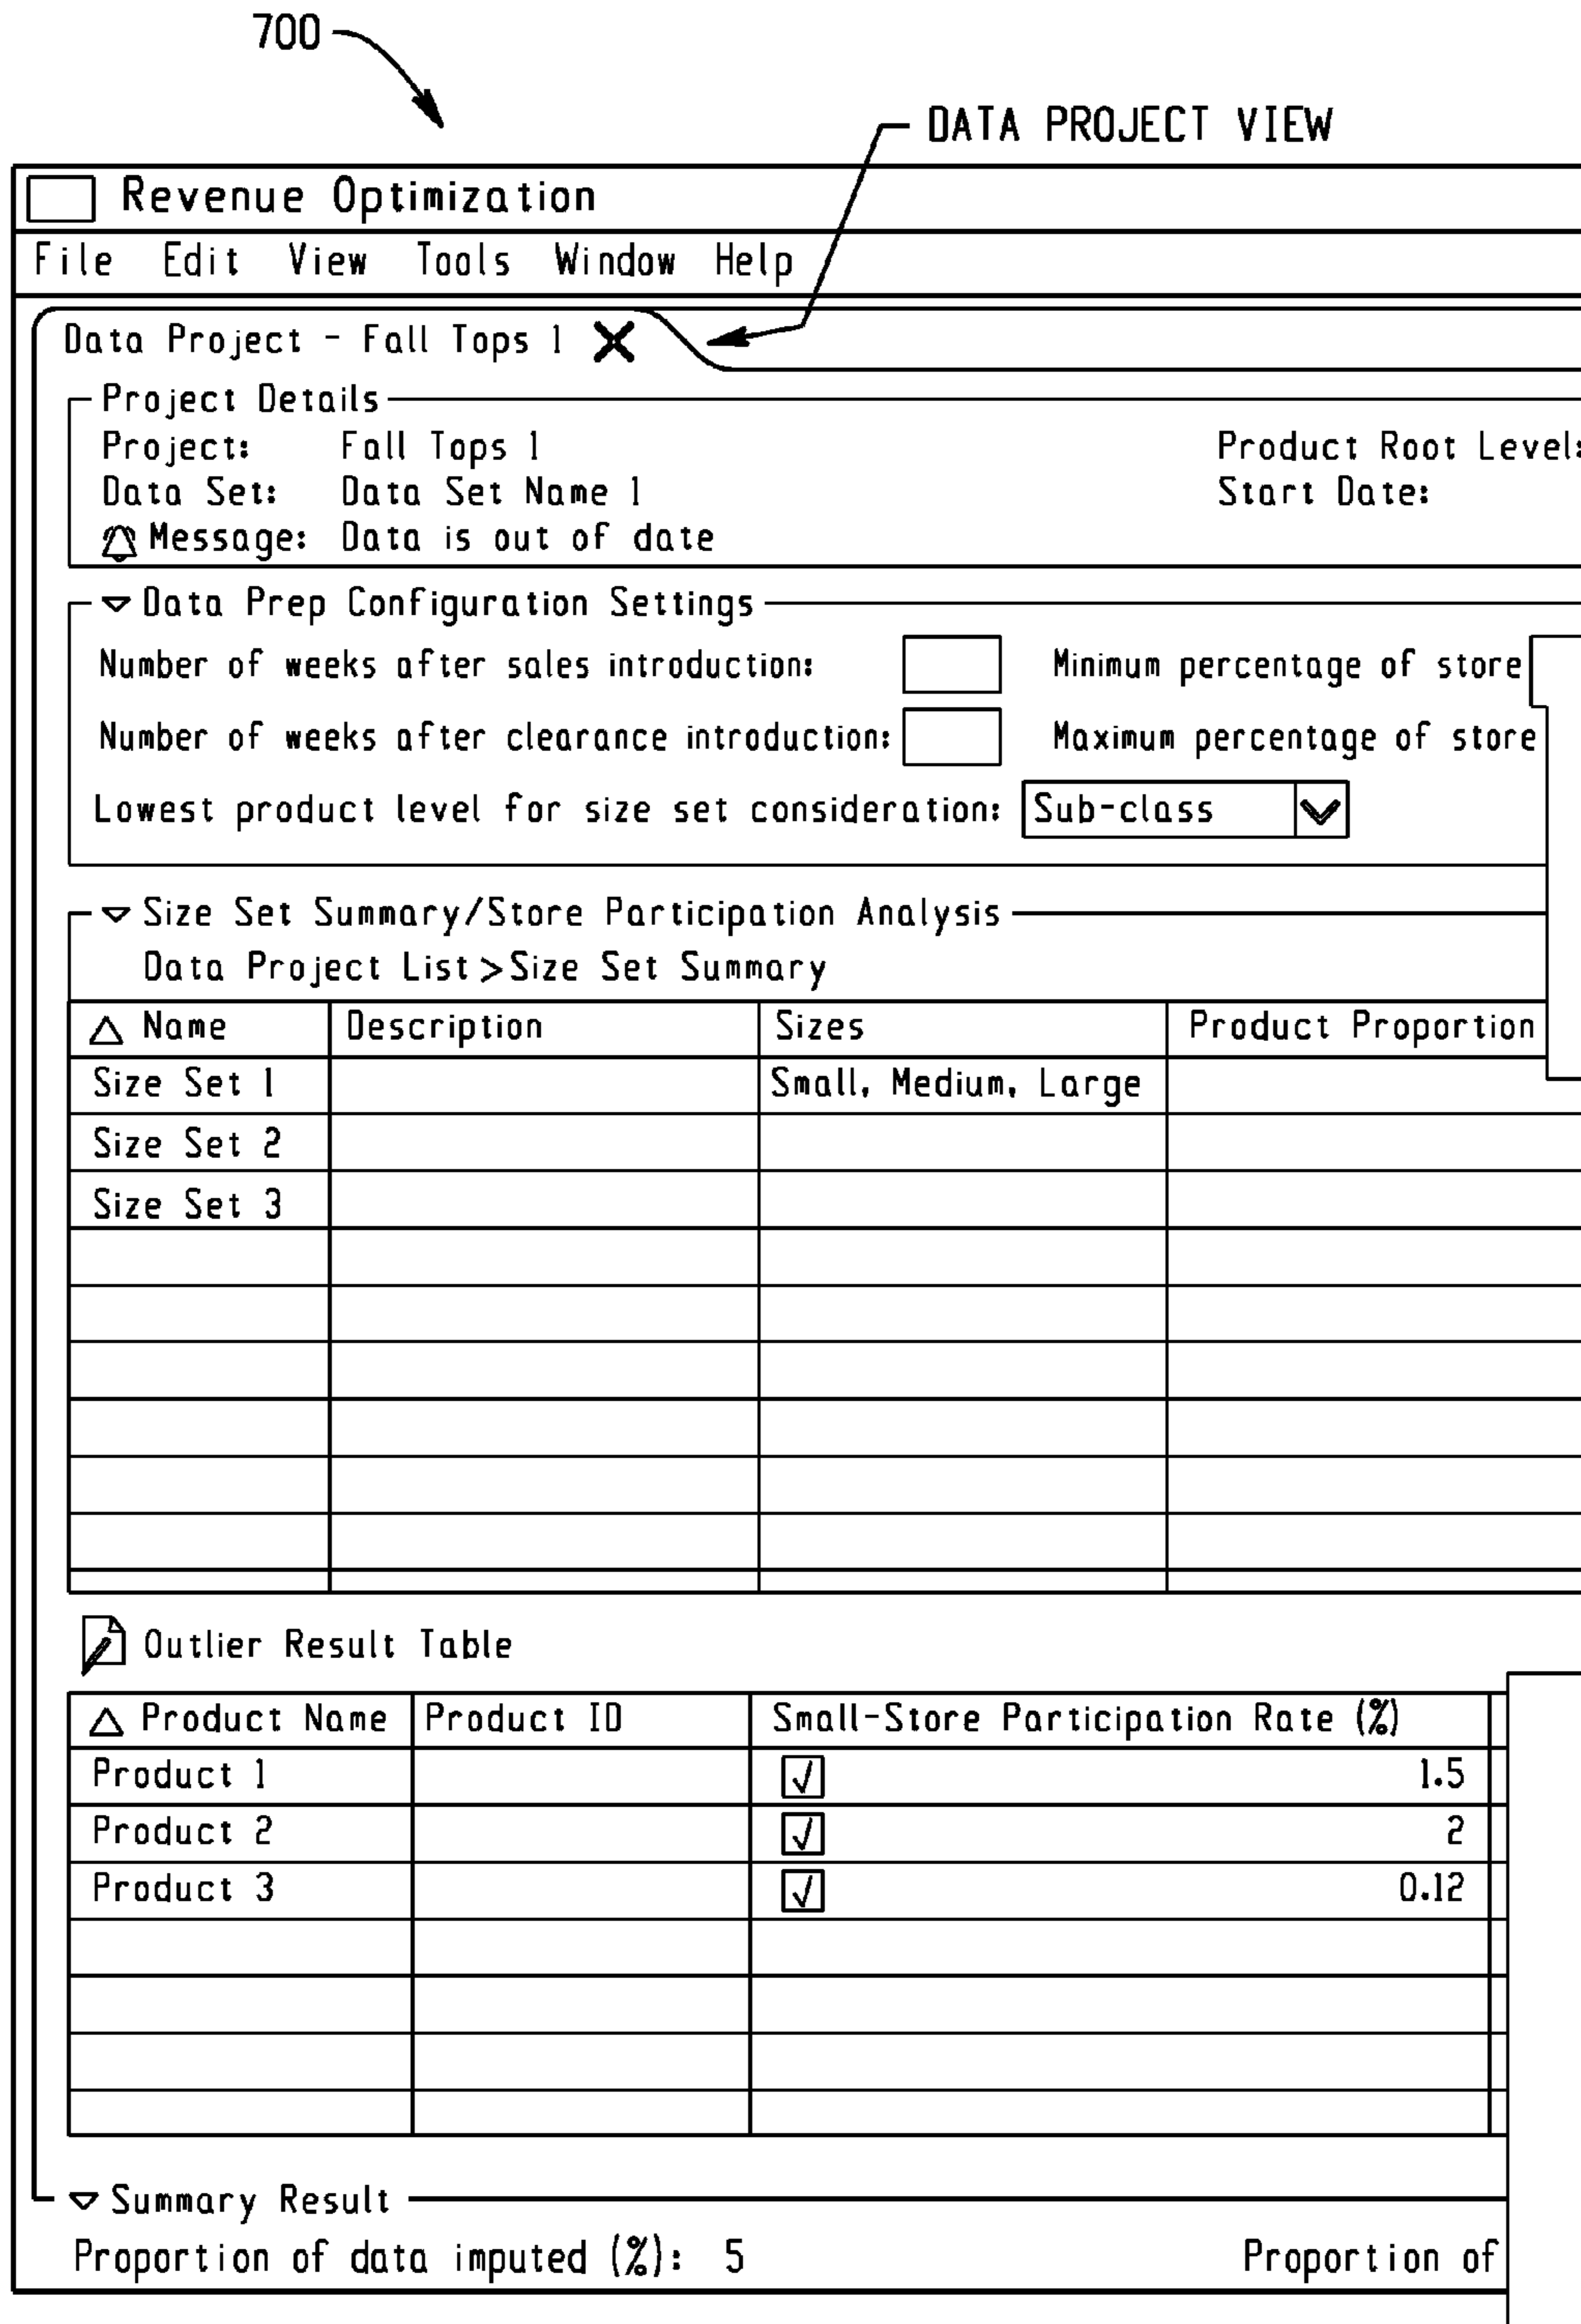 700
DATA PROJECT VIEW
Revenue Optimization
File Edit View Tools Window Help
Data Project - Fall Tops 1
Project Details
Project: Fall Tops 1 Product Root Level:
Data Set: Data Set Name 1 Start Date:
Message: Data is out of date
Data Prep Configuration Settings
Number of weeks after sales introduction: Minimum percentage of store
Number of weeks after clearance introduction: Maximum percentage of store
Lowest product level for size set consideration: Sub-class
Size Set Summary/Store Participation Analysis
Data Project List>Size Set Summary
Name Description Sizes Product Proportion
Size Set 1 Small, Medium, Large
Size Set 2
Size Set 3
Outlier Result Table
Product Name Product ID Small-Store Participation Rate (%)
Product 1 1.5
Product 2 2
Product 3 0.12
Summary Result
Proportion of data imputed (%): 5 Proportion of